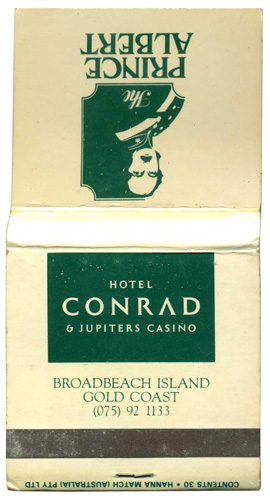 The
PRINCE
ALBERT
HOTEL
CONRAD
& JUPITERS CASINO
BROADBEACH ISLAND
GOLD COAST
(075) 92 1133
CONTENTS 30 • HANNA MATCH (AUSTRALIA) PTY LTD